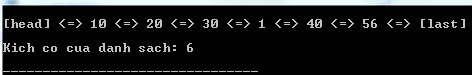 [head] <=> 10 <=> 20 <=> 30 <=> 1 <=> 40 <=> 56 <=> [last]
Kich co cua danh sach: 6
--------------------------------